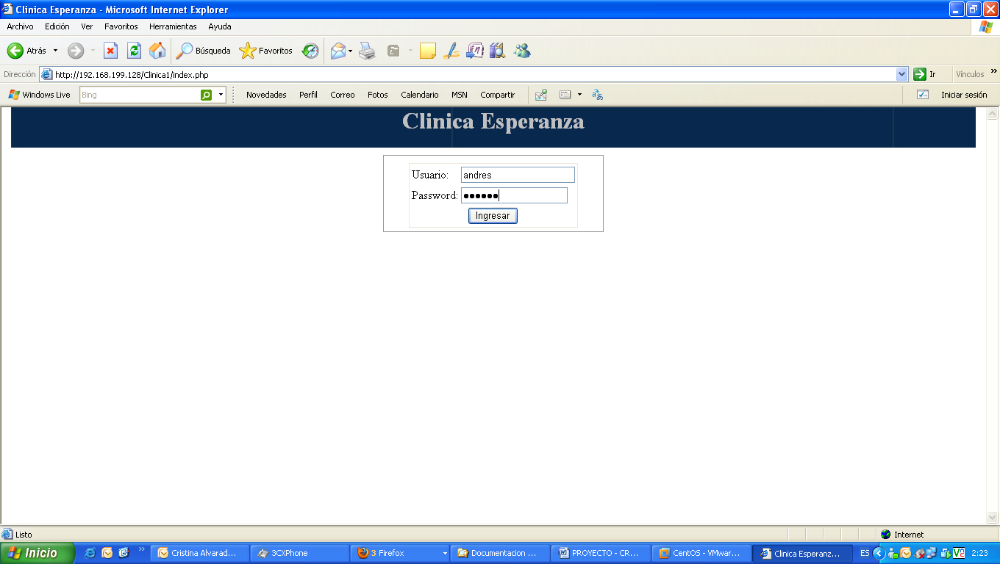 Clinica Esperanza - Microsoft Internet Explorer
Archivo Edición Ver Favoritos Herramientas Ayuda
Atrás Búsqueda Favoritos
Dirección http://192.168.199.128/Clinica1/index.php Ir Vínculos »
Windows Live Bing Novedades Perfil Correo Fotos Calendario MSN Compartir Iniciar sesión
Clinica Esperanza
Usuario: andres
Password: ●●●●●●
Ingresar
Listo Internet
Inicio » Cristina Alvarad... 3CXPhone 3 Firefox Documentacion ... PROYECTO - CR... CentOS - VMwar... Clinica Esperanz... ES 2:23